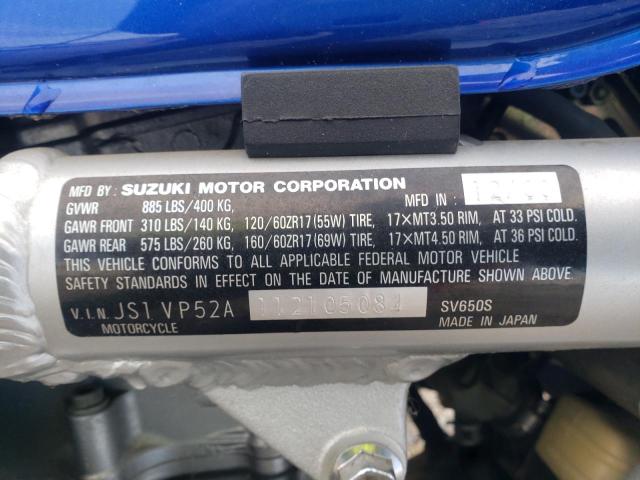 MFD BY : SUZUKI MOTOR CORPORATION MFD IN :
GVWR 885 LBS/400 KG,
GAWR FRONT 310 LBS/140 KG, 120/60ZR17(55W) TIRE, 17×MT3.50 RIM, AT 33 PSI COLD.
GAWR REAR 575 LBS/260 KG, 160/60ZR17(69W) TIRE, 17×MT4.50 RIM, AT 36 PSI COLD.
THIS VEHICLE CONFORMS TO ALL APPLICABLE FEDERAL MOTOR VEHICLE
SAFETY STANDARDS IN EFFECT ON THE DATE OF MANUFACTURE SHOWN ABOVE.
V.I.N JS1VP52A 112105084 SV650S
MOTORCYCLE MADE IN JAPAN